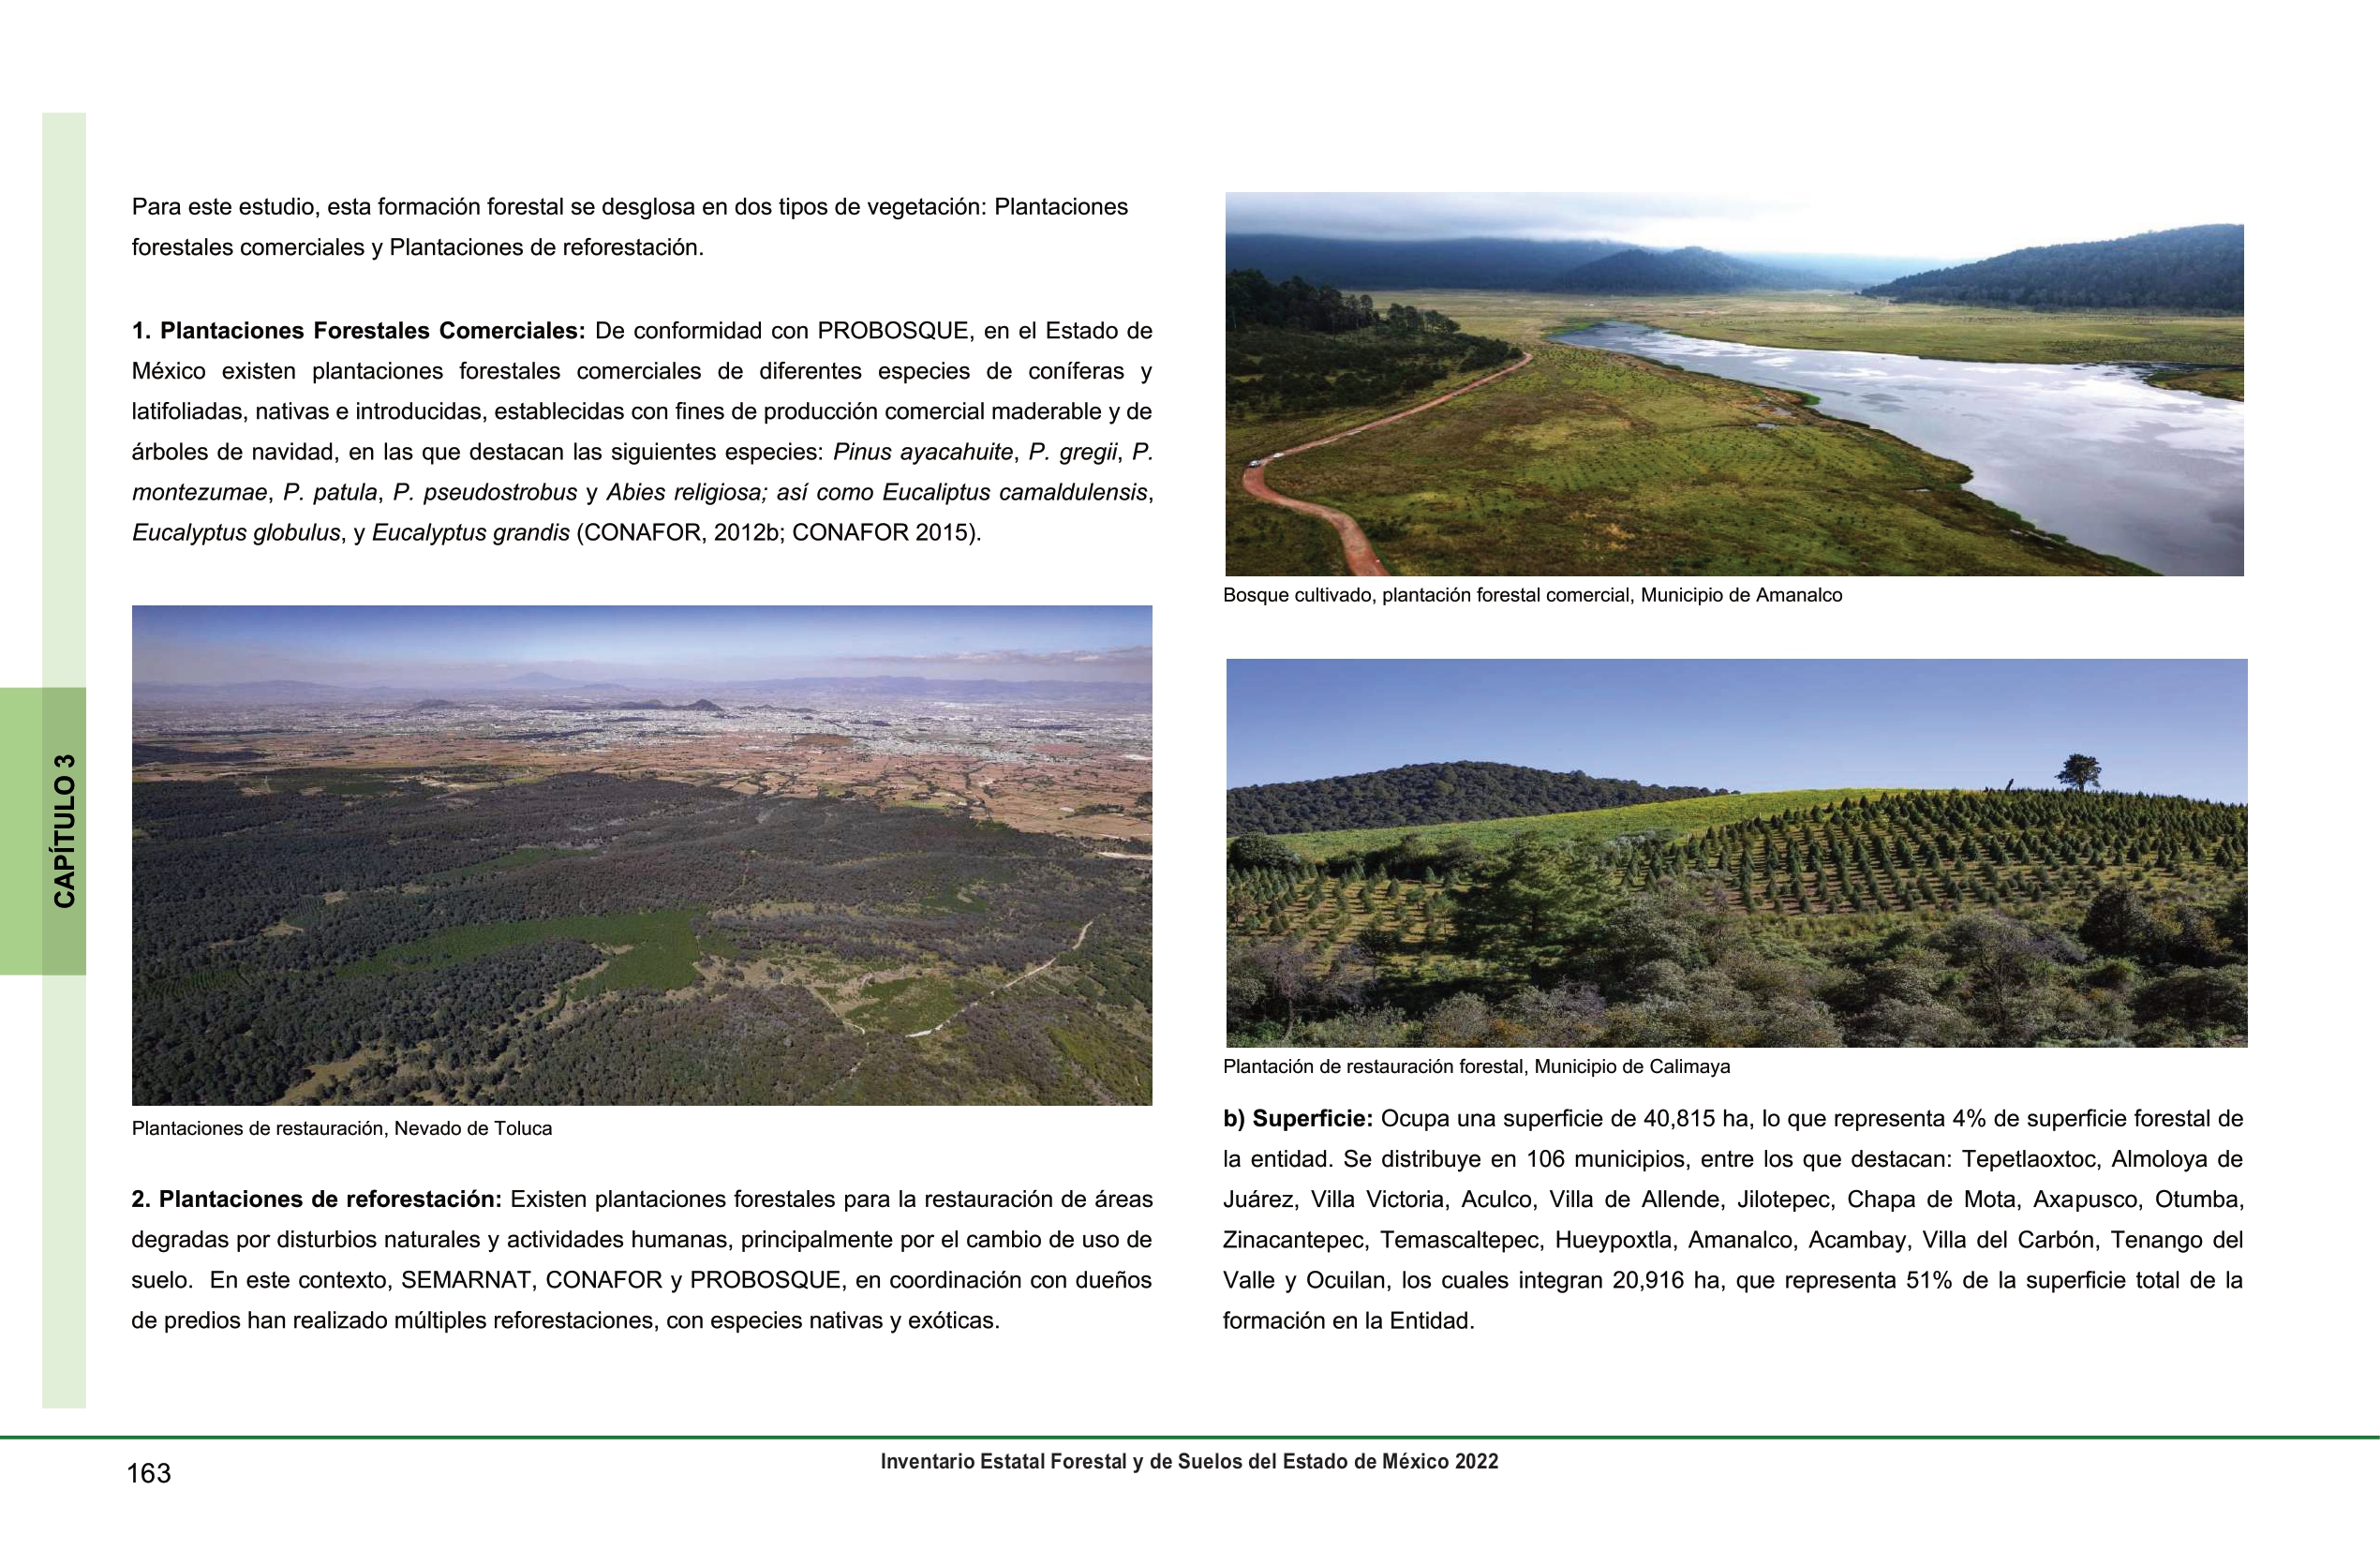 Para este estudio, esta formación forestal se desglosa en dos tipos de vegetación: Plantaciones
forestales comerciales y Plantaciones de reforestación.
1. Plantaciones Forestales Comerciales: De conformidad con PROBOSQUE, en el Estado de
México existen plantaciones forestales comerciales de diferentes especies de coníferas y
latifoliadas, nativas e introducidas, establecidas con fines de producción comercial maderable y de
árboles de navidad, en las que destacan las siguientes especies: Pinus ayacahuite, P. gregii, P.
montezumae, P. patula, P. pseudostrobus y Abies religiosa; así como Eucaliptus camaldulensis,
Eucalyptus globulus, y Eucalyptus grandis (CONAFOR, 2012b; CONAFOR 2015).
Plantaciones de restauración, Nevado de Toluca
2. Plantaciones de reforestación: Existen plantaciones forestales para la restauración de áreas
degradas por disturbios naturales y actividades humanas, principalmente por el cambio de uso de
suelo. En este contexto, SEMARNAT, CONAFOR y PROBOSQUE, en coordinación con dueños
de predios han realizado múltiples reforestaciones, con especies nativas y exóticas.
Bosque cultivado, plantación forestal comercial, Municipio de Amanalco
Plantación de restauración forestal, Municipio de Calimaya
b) Superficie: Ocupa una superficie de 40,815 ha, lo que representa 4% de superficie forestal de
la entidad. Se distribuye en 106 municipios, entre los que destacan: Tepetlaoxtoc, Almoloya de
Juárez, Villa Victoria, Aculco, Villa de Allende, Jilotepec, Chapa de Mota, Axapusco, Otumba,
Zinacantepec, Temascaltepec, Hueypoxtla, Amanalco, Acambay, Villa del Carbón, Tenango del
Valle y Ocuilan, los cuales integran 20,916 ha, que representa 51% de la superficie total de la
formación en la Entidad.
CAPÍTULO 3
163
Inventario Estatal Forestal y de Suelos del Estado de México 2022